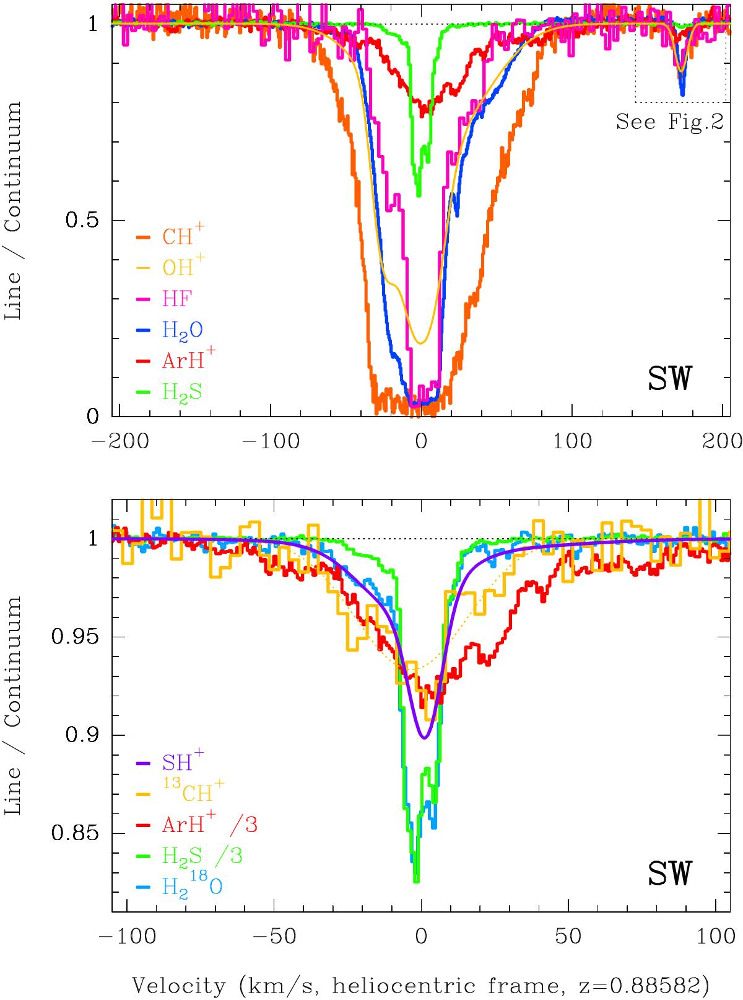 1
0.5
0
Line / Continuum
CH⁺
OH⁺
HF
H₂O
ArH⁺
H₂S
See Fig.2
SW
−200 −100 0 100 200
1
0.95
0.9
0.85
Line / Continuum
SH⁺
¹³CH⁺
ArH⁺ /3
H₂S /3
H₂¹⁸O
SW
−100 −50 0 50 100
Velocity (km/s, heliocentric frame, z=0.88582)